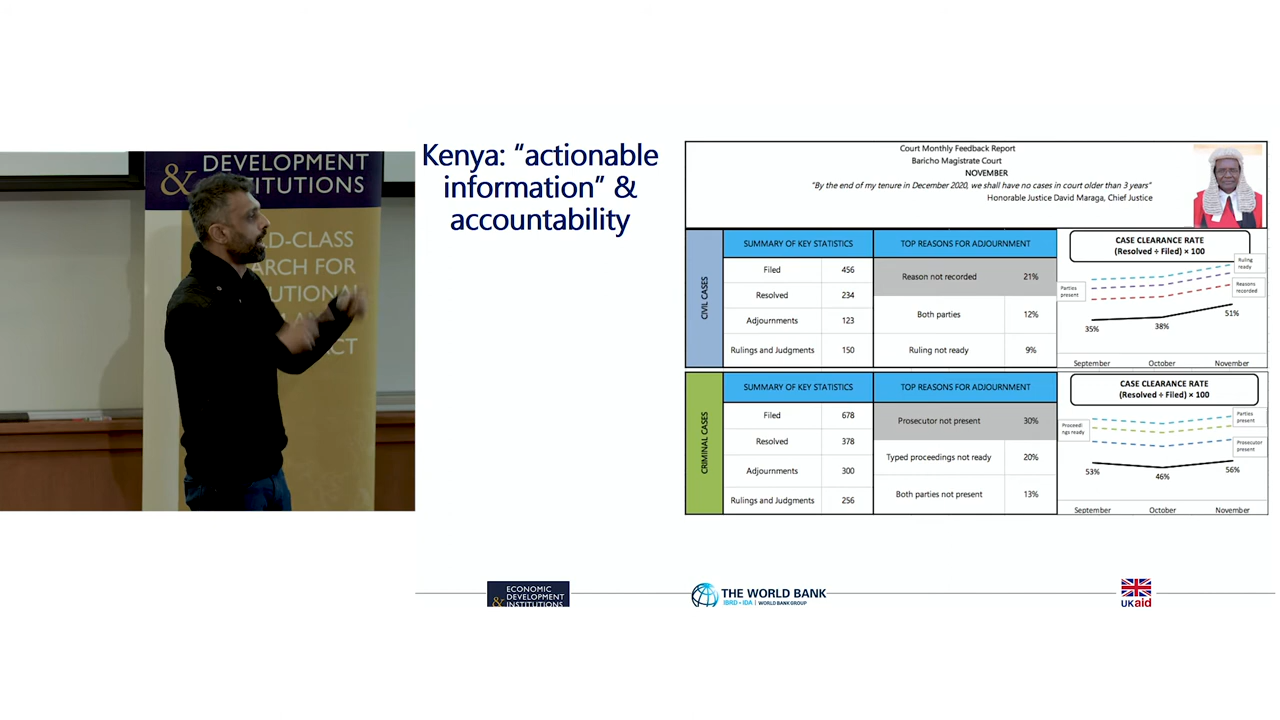 DEVELOPMENT
& INSTITUTIONS
FOR
Kenya: "actionable
information" &
accountability
Court Monthly Feedback Report
Baricho Magistrate Court
NOVEMBER
"By the end of my tenure in December 2020, we shall have no cases in court older than 3 years"
Honorable Justice David Maraga, Chief Justice
CIVIL CASES
SUMMARY OF KEY STATISTICS
Filed 456
Resolved 234
Adjournments 123
Rulings and Judgments 150
TOP REASONS FOR ADJOURNMENT
Reason not recorded 21%
Both parties 12%
Ruling not ready 9%
CASE CLEARANCE RATE
(Resolved ÷ Filed) × 100
Ruling
ready
Parties
present
Reasons
recorded
35% 38% 51%
September October November
CRIMINAL CASES
SUMMARY OF KEY STATISTICS
Filed 678
Resolved 378
Adjournments 300
Rulings and Judgments 256
TOP REASONS FOR ADJOURNMENT
Prosecutor not present 30%
Typed proceedings not ready 20%
Both parties not present 13%
CASE CLEARANCE RATE
(Resolved ÷ Filed) × 100
Parties
present
Proceedi
ngs ready
Prosecutor
present
53% 46% 56%
September October November
ECONOMIC
DEVELOPMENT
& INSTITUTIONS
THE WORLD BANK
IBRD • IDA | WORLD BANK GROUP
UKaid